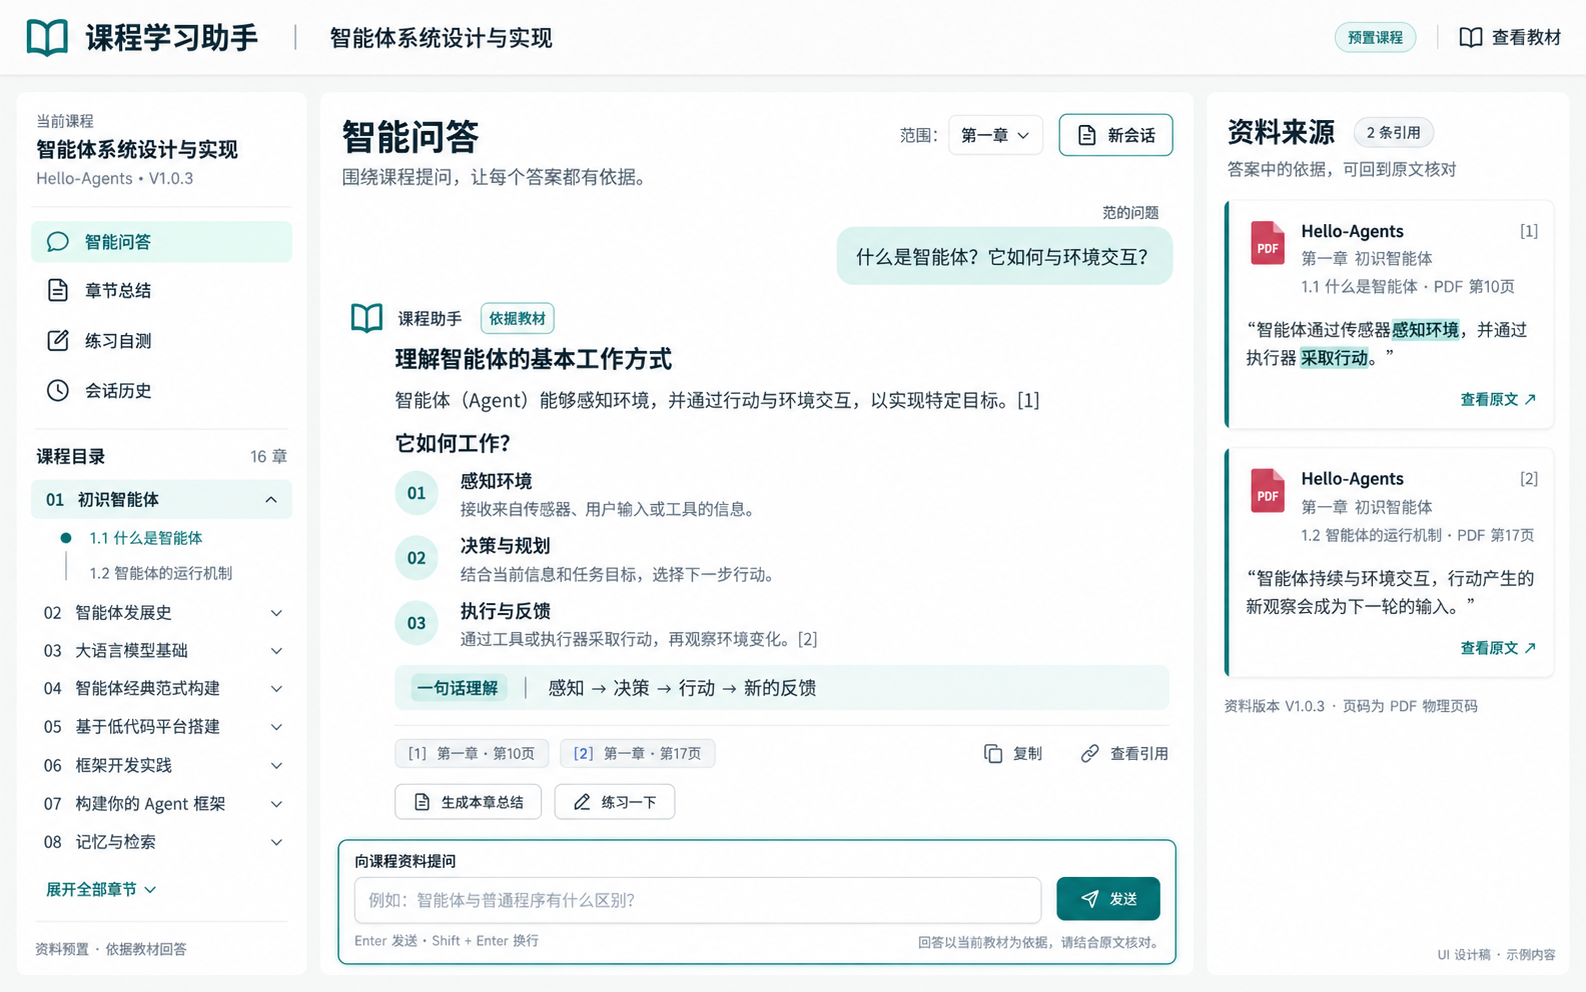 课程学习助手
智能体系统设计与实现
预置课程
查看教材
当前课程
智能体系统设计与实现
Hello-Agents • V1.0.3
智能问答
章节总结
练习自测
会话历史
课程目录
16 章
01 初识智能体
1.1 什么是智能体
1.2 智能体的运行机制
02 智能体发展史
03 大语言模型基础
04 智能体经典范式构建
05 基于低代码平台搭建
06 框架开发实践
07 构建你的 Agent 框架
08 记忆与检索
展开全部章节
资料预置 · 依据教材回答
智能问答
围绕课程提问，让每个答案都有依据。
范围：
第一章
新会话
范的问题
什么是智能体？它如何与环境交互？
课程助手
依据教材
理解智能体的基本工作方式
智能体（Agent）能够感知环境，并通过行动与环境交互，以实现特定目标。[1]
它如何工作？
01
感知环境
接收来自传感器、用户输入或工具的信息。
02
决策与规划
结合当前信息和任务目标，选择下一步行动。
03
执行与反馈
通过工具或执行器采取行动，再观察环境变化。[2]
一句话理解
感知 → 决策 → 行动 → 新的反馈
[1] 第一章 · 第10页
[2] 第一章 · 第17页
复制
查看引用
生成本章总结
练习一下
向课程资料提问
例如：智能体与普通程序有什么区别？
发送
Enter 发送 • Shift + Enter 换行
回答以当前教材为依据，请结合原文核对。
资料来源
2 条引用
答案中的依据，可回到原文核对
PDF
Hello-Agents
[1]
第一章 初识智能体
1.1 什么是智能体 · PDF 第10页
“智能体通过传感器感知环境，并通过
执行器 采取行动。”
查看原文 ↗
PDF
Hello-Agents
[2]
第一章 初识智能体
1.2 智能体的运行机制 · PDF 第17页
“智能体持续与环境交互，行动产生的
新观察会成为下一轮的输入。”
查看原文 ↗
资料版本 V1.0.3 · 页码为 PDF 物理页码
UI 设计稿 · 示例内容